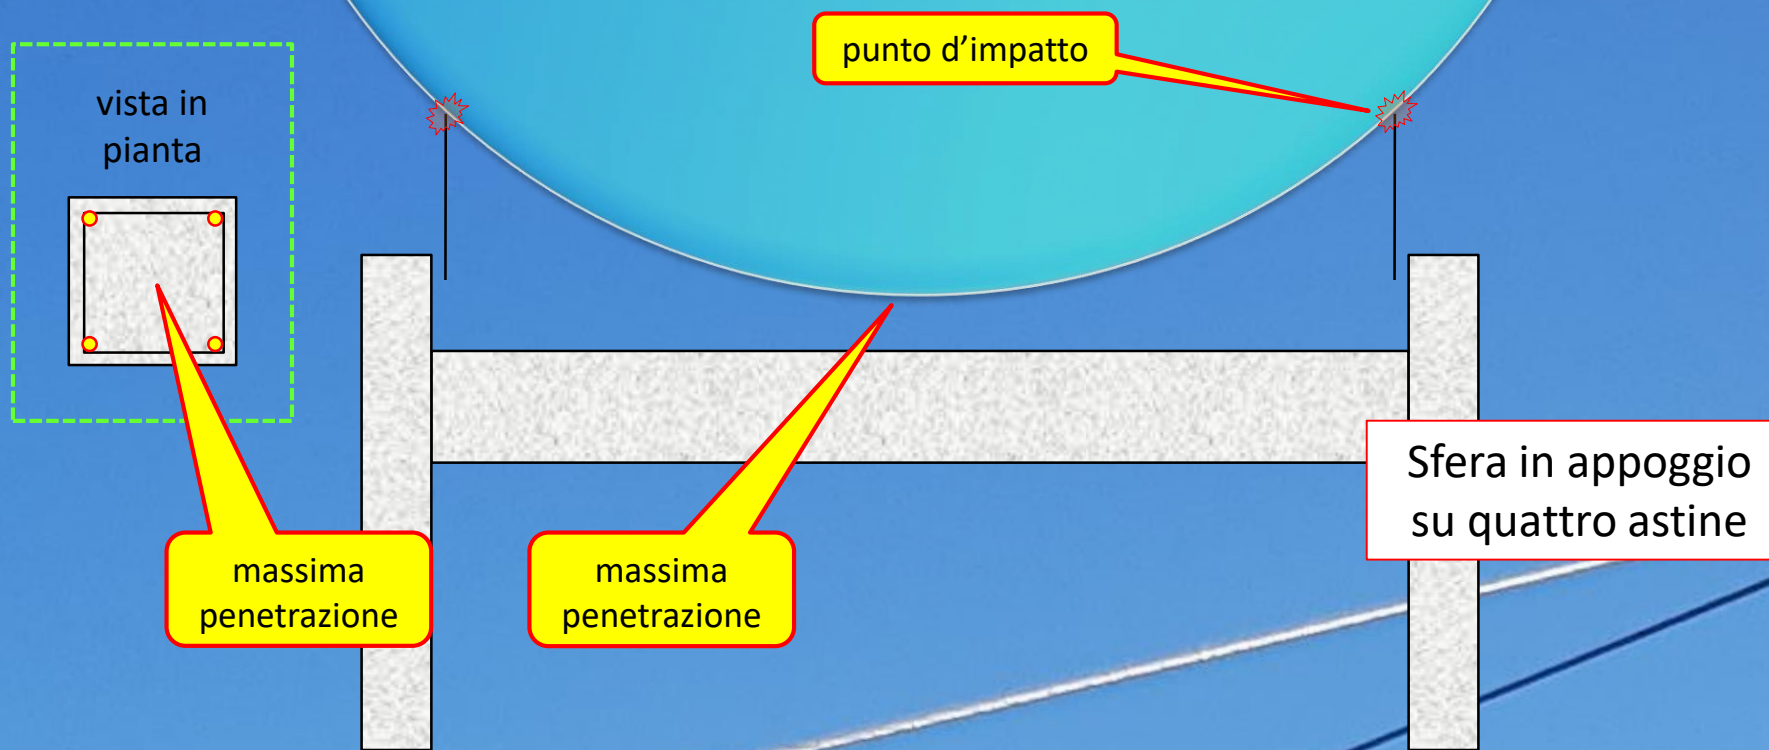 punto d’impatto
vista in
pianta
massima
penetrazione
massima
penetrazione
Sfera in appoggio
su quattro astine